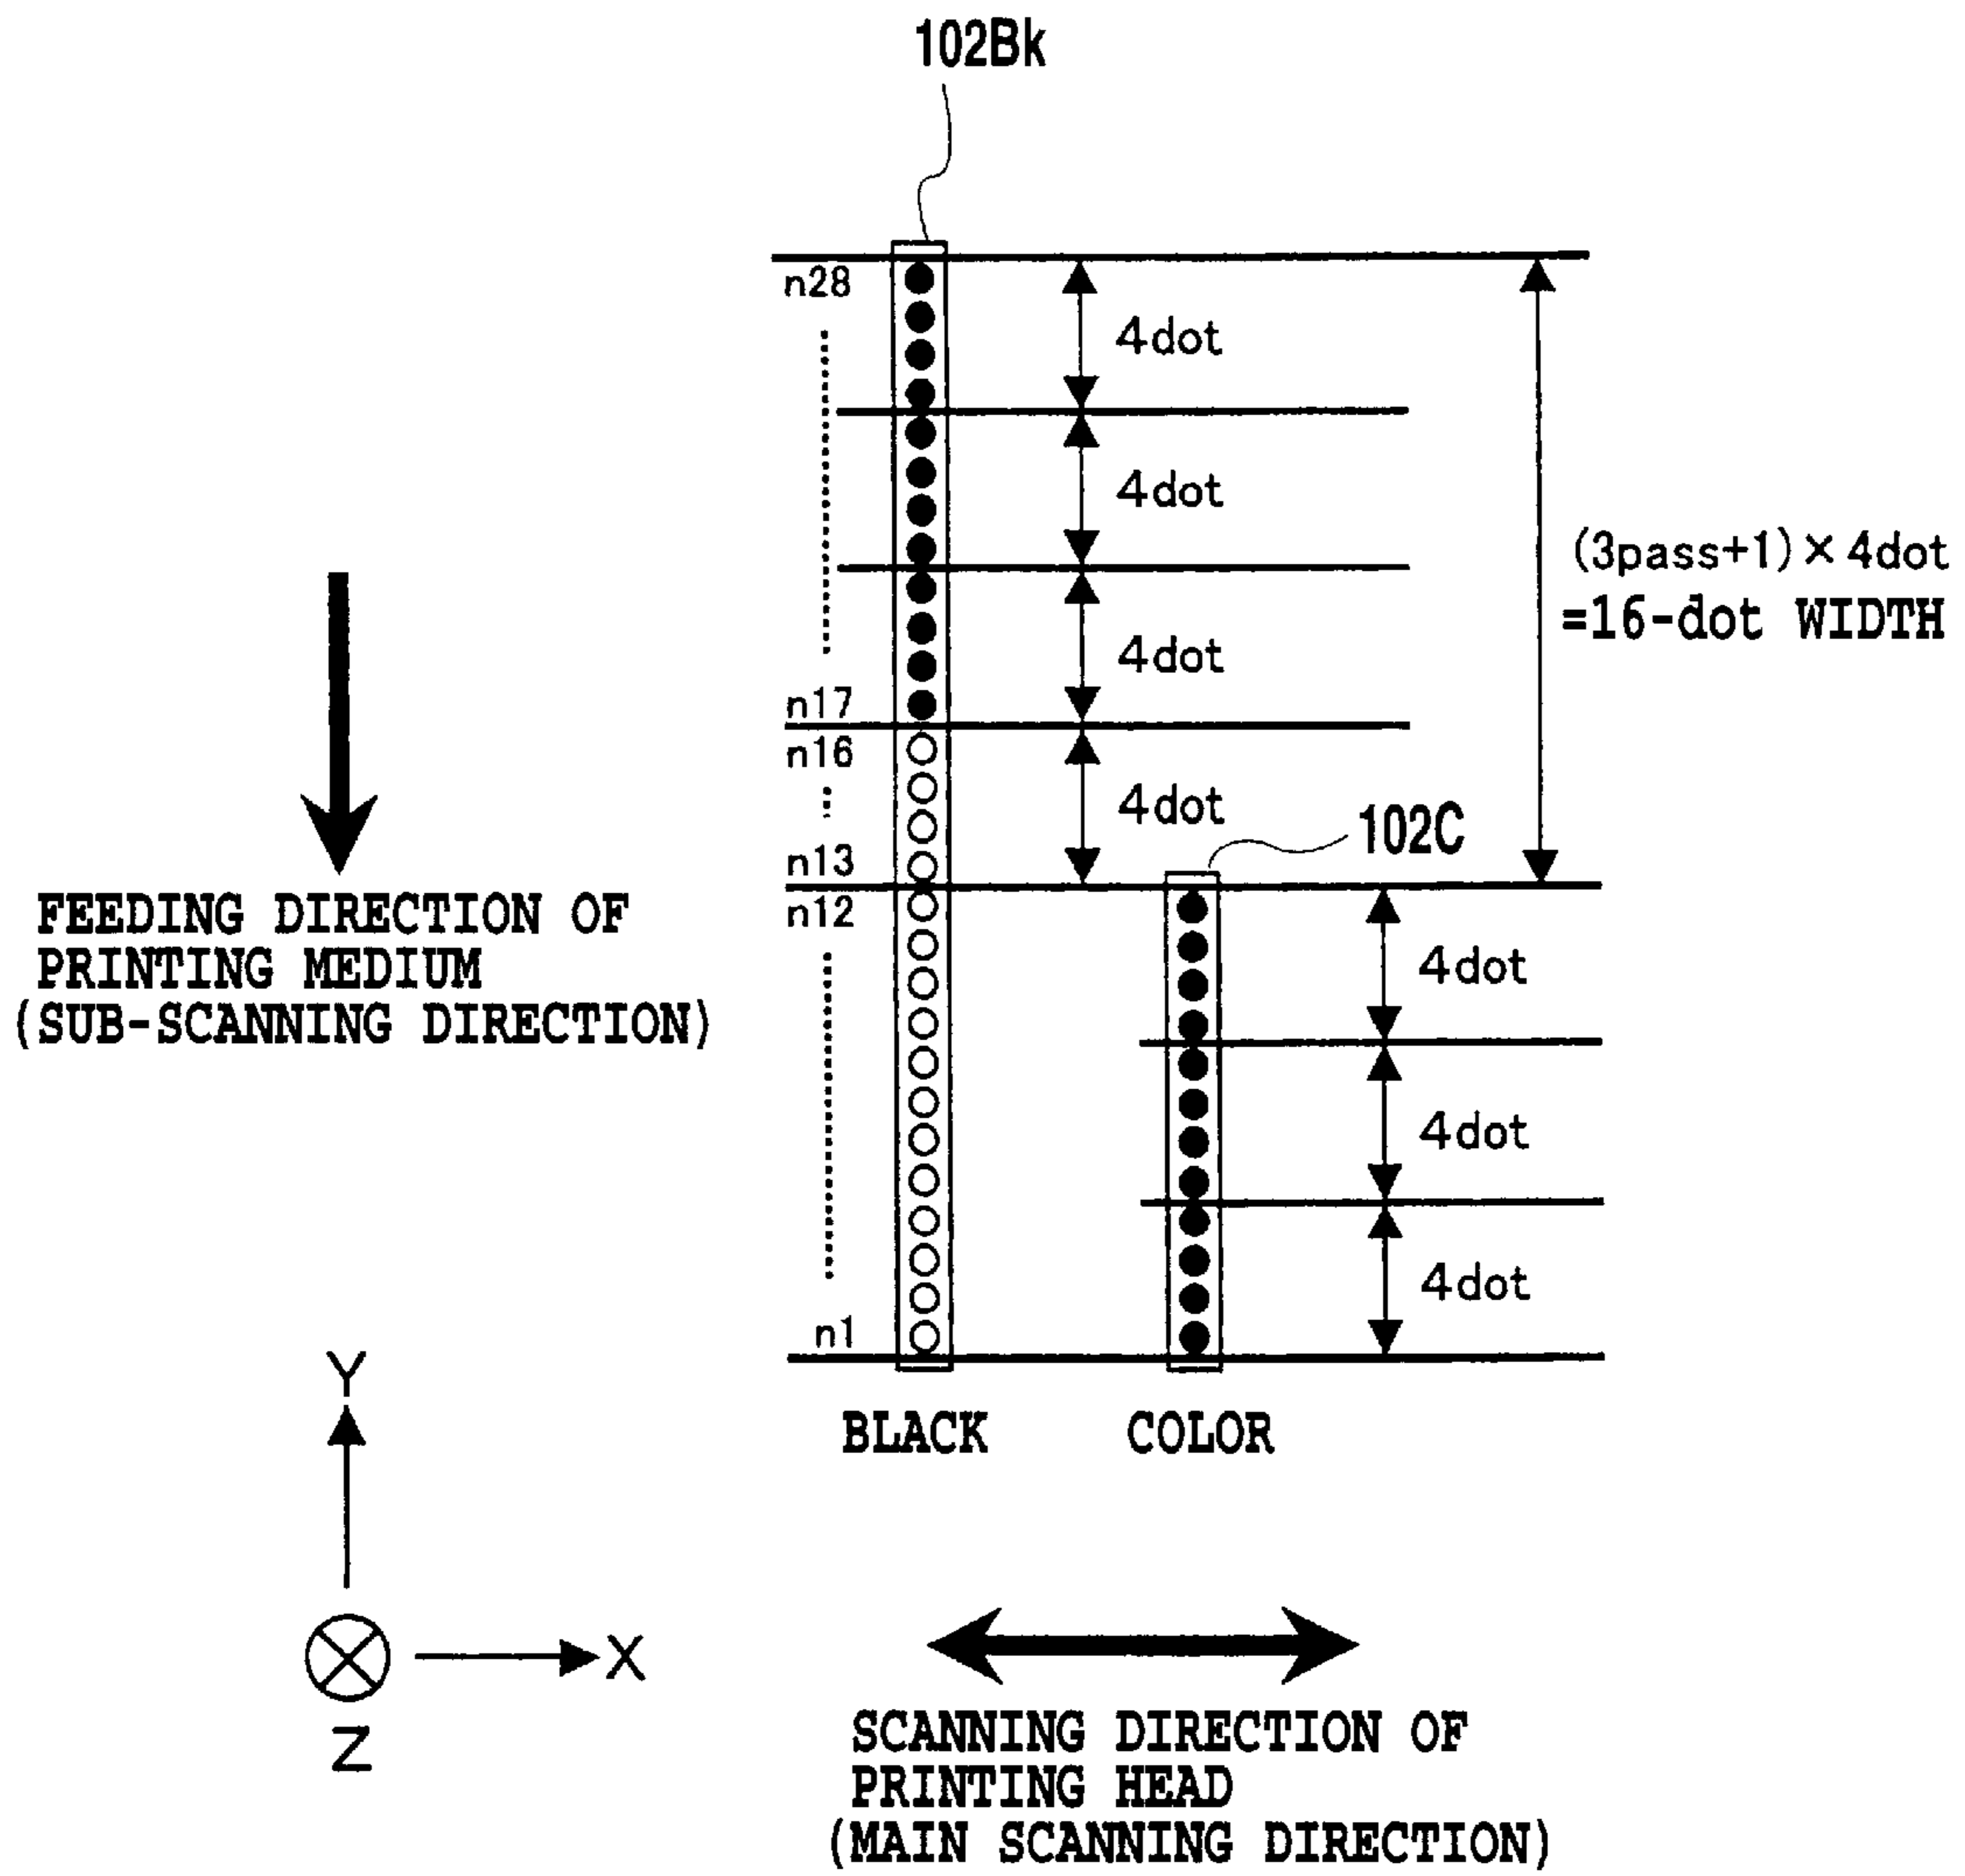 102Bk
n28
4dot
4dot
(3pass+1)×4dot
=16-dot WIDTH
4dot
n17
n16
4dot
102C
n13
n12
FEEDING DIRECTION OF
PRINTING MEDIUM
(SUB-SCANNING DIRECTION)
4dot
4dot
4dot
n1
BLACK
COLOR
Y
X
Z
SCANNING DIRECTION OF
PRINTING HEAD
(MAIN SCANNING DIRECTION)